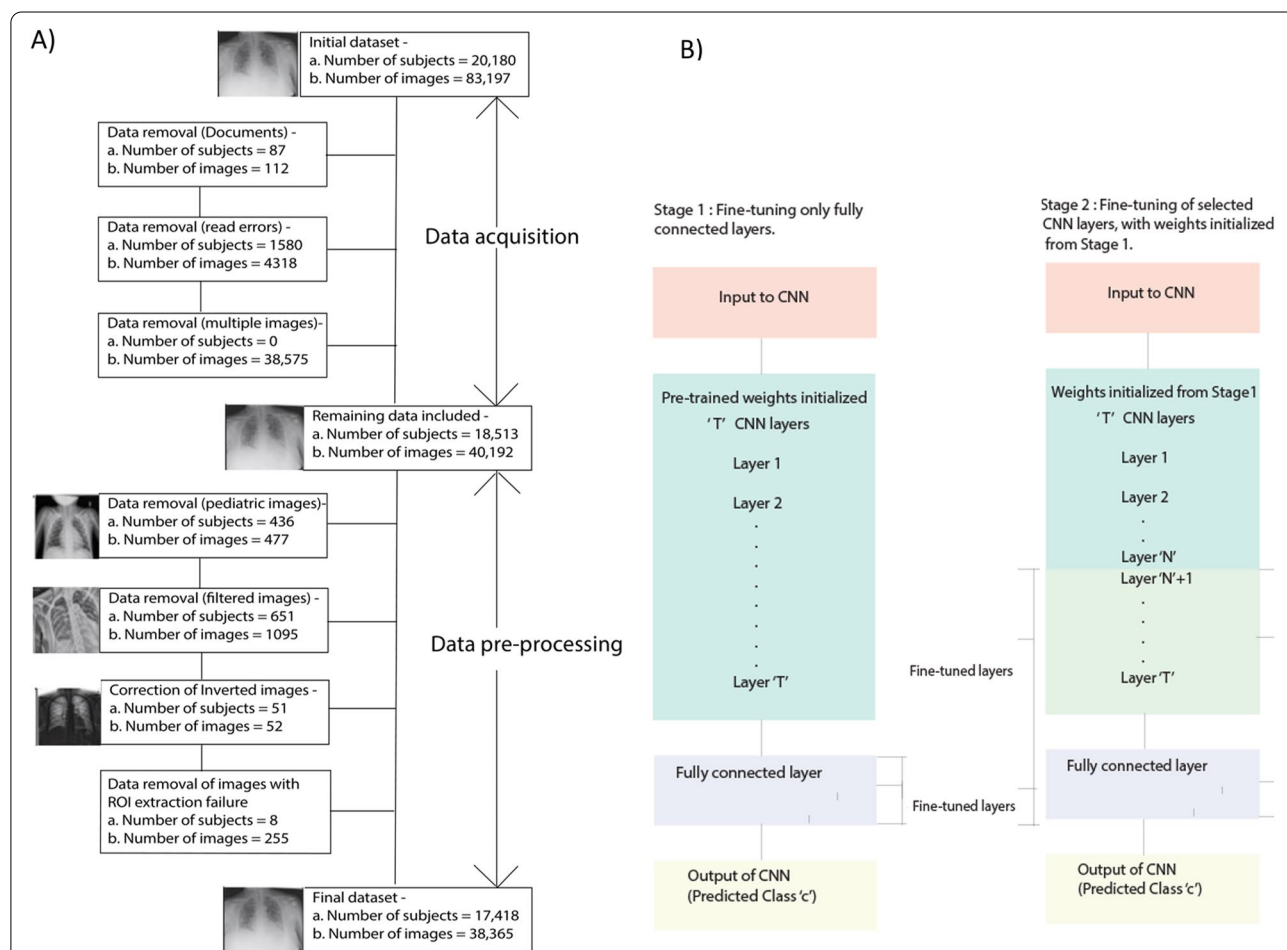 A)
Initial dataset -
a. Number of subjects = 20,180
b. Number of images = 83,197
Data removal (Documents) -
a. Number of subjects = 87
b. Number of images = 112
Data removal (read errors) -
a. Number of subjects = 1580
b. Number of images = 4318
Data removal (multiple images)-
a. Number of subjects = 0
b. Number of images = 38,575
Data acquisition
Remaining data included -
a. Number of subjects = 18,513
b. Number of images = 40,192
Data removal (pediatric images)-
a. Number of subjects = 436
b. Number of images = 477
Data removal (filtered images) -
a. Number of subjects = 651
b. Number of images = 1095
Correction of Inverted images -
a. Number of subjects = 51
b. Number of images = 52
Data removal of images with
ROI extraction failure
a. Number of subjects = 8
b. Number of images = 255
Data pre-processing
Final dataset -
a. Number of subjects = 17,418
b. Number of images = 38,365
B)
Stage 1 : Fine-tuning only fully
connected layers.
Input to CNN
Pre-trained weights initialized
'T' CNN layers
Layer 1
Layer 2
Layer 'T'
Fully connected layer
Fine-tuned layers
Output of CNN
(Predicted Class 'c')
Stage 2 : Fine-tuning of selected
CNN layers, with weights initialized
from Stage 1.
Input to CNN
Weights initialized from Stage1
'T' CNN layers
Layer 1
Layer 2
Layer 'N'
Layer 'N'+1
Layer 'T'
Fine-tuned layers
Fully connected layer
Output of CNN
(Predicted Class 'c')